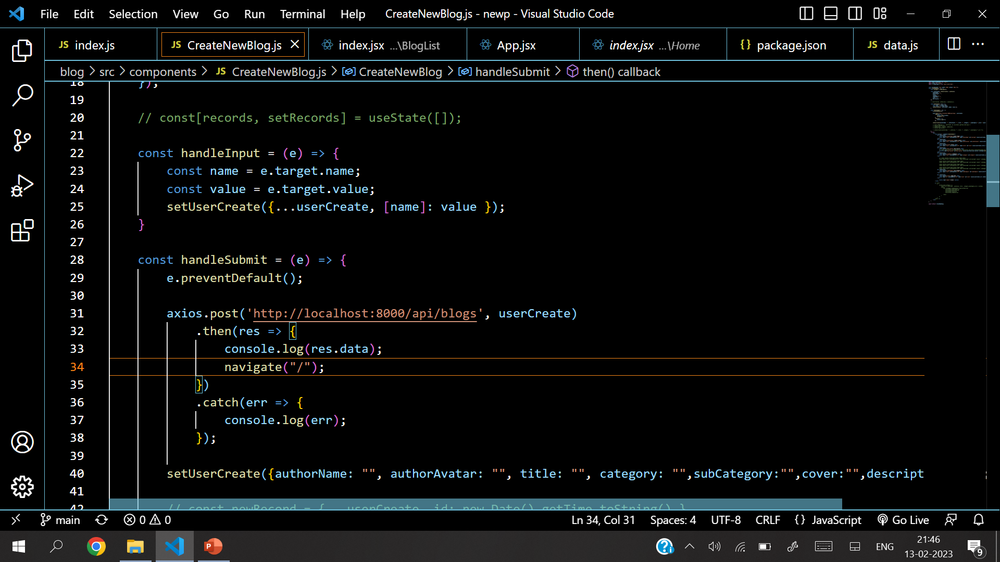 File Edit Selection View Go Run Terminal Help CreateNewBlog.js - newp - Visual Studio Code
JS index.js JS CreateNewBlog.js index.jsx ...\BlogList App.jsx index.jsx ...\Home {} package.json JS data.js
blog > src > components > JS CreateNewBlog.js > CreateNewBlog > handleSubmit > then() callback
18 });
19
20 // const[records, setRecords] = useState([]);
21
22 const handleInput = (e) => {
23 const name = e.target.name;
24 const value = e.target.value;
25 setUserCreate({...userCreate, [name]: value });
26 }
27
28 const handleSubmit = (e) => {
29 e.preventDefault();
30
31 axios.post('http://localhost:8000/api/blogs', userCreate)
32 .then(res => {
33 console.log(res.data);
34 navigate("/");
35 })
36 .catch(err => {
37 console.log(err);
38 });
39
40 setUserCreate({authorName: "", authorAvatar: "", title: "", category: "",subCategory:"",cover:"",descript
41
42 // const newRecond = { ...userCreate, id: new Date().getTime.toString() }
main 0 0 Ln 34, Col 31 Spaces: 4 UTF-8 CRLF {} JavaScript Go Live
ENG 21:46
13-02-2023 9